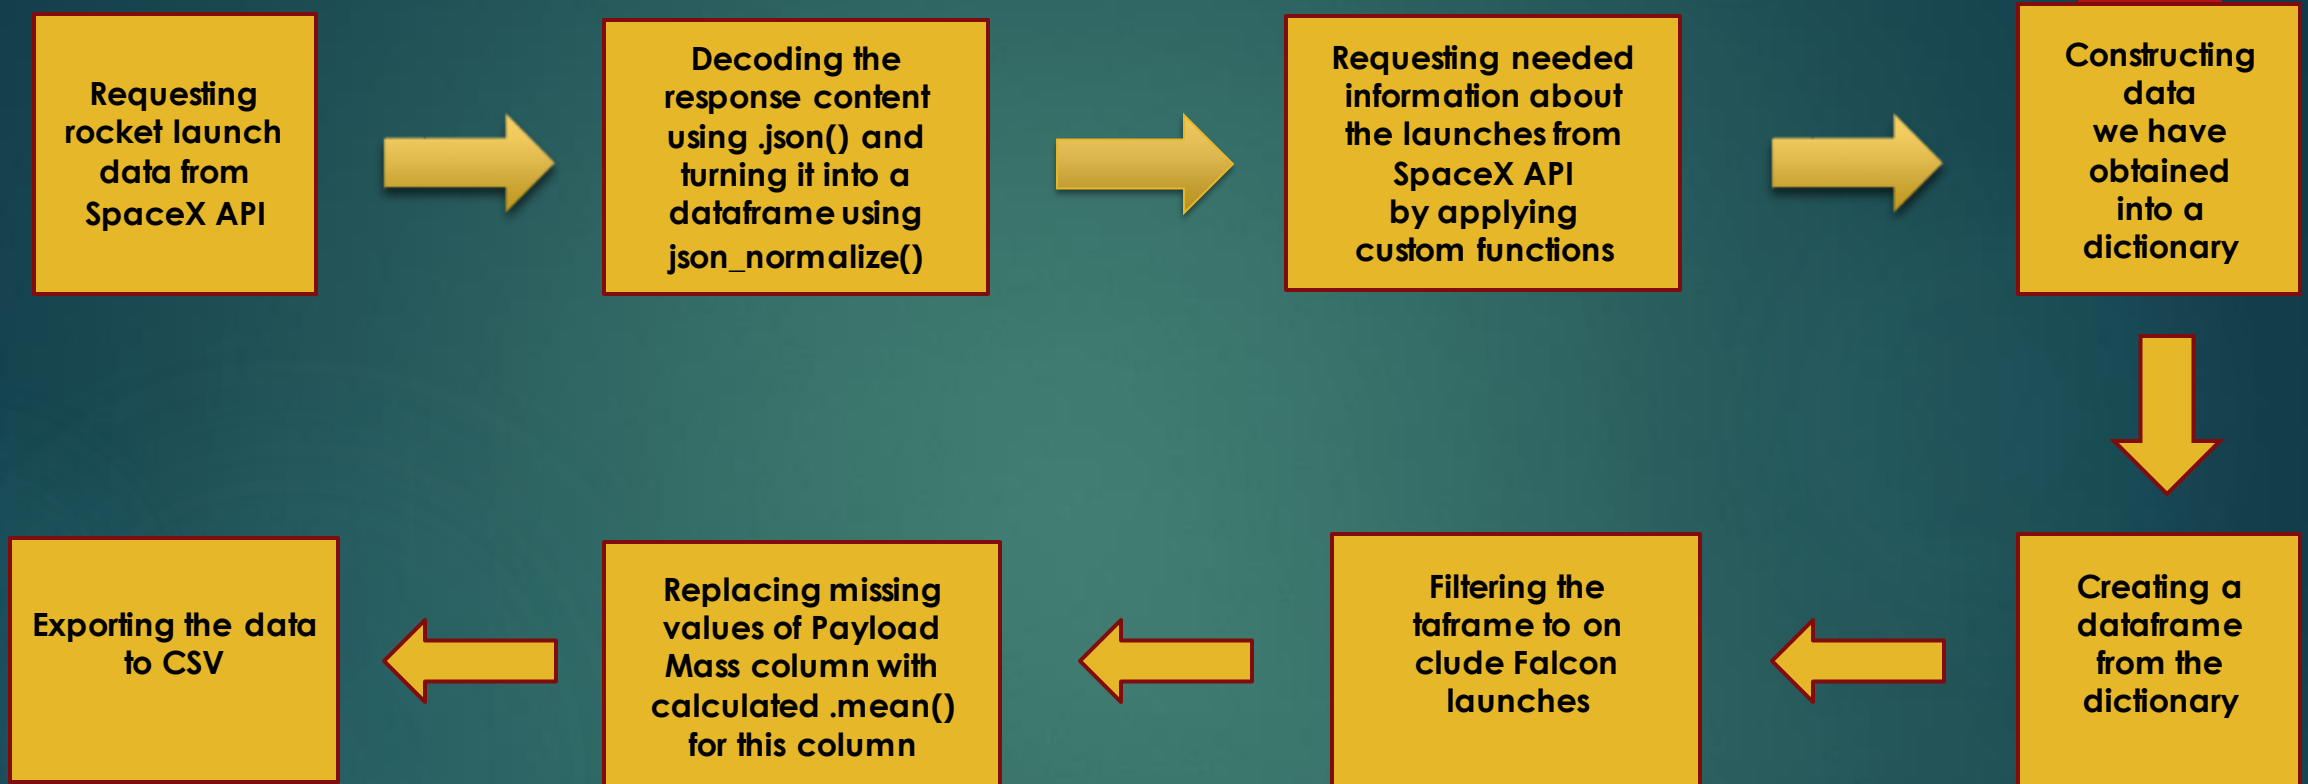 Requesting
rocket launch
data from
SpaceX API
Decoding the
response content
using .json() and
turning it into a
dataframe using
json_normalize()
Requesting needed
information about
the launches from
SpaceX API
by applying
custom functions
Constructing
data
we have
obtained
into a
dictionary
Creating a
dataframe
from the
dictionary
Filtering the
taframe to on
clude Falcon
launches
Replacing missing
values of Payload
Mass column with
calculated .mean()
for this column
Exporting the data
to CSV